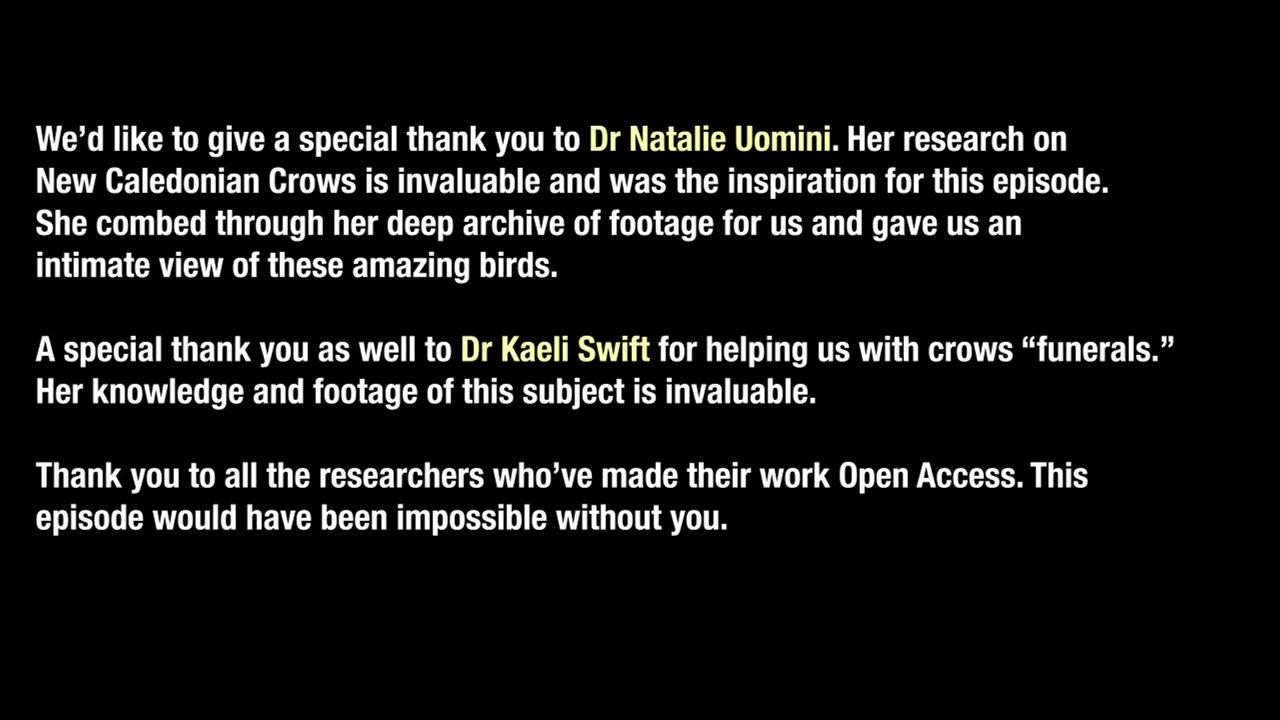 We’d like to give a special thank you to Dr Natalie Uomini. Her research on
New Caledonian Crows is invaluable and was the inspiration for this episode.
She combed through her deep archive of footage for us and gave us an
intimate view of these amazing birds.
A special thank you as well to Dr Kaeli Swift for helping us with crows “funerals.”
Her knowledge and footage of this subject is invaluable.
Thank you to all the researchers who’ve made their work Open Access. This
episode would have been impossible without you.